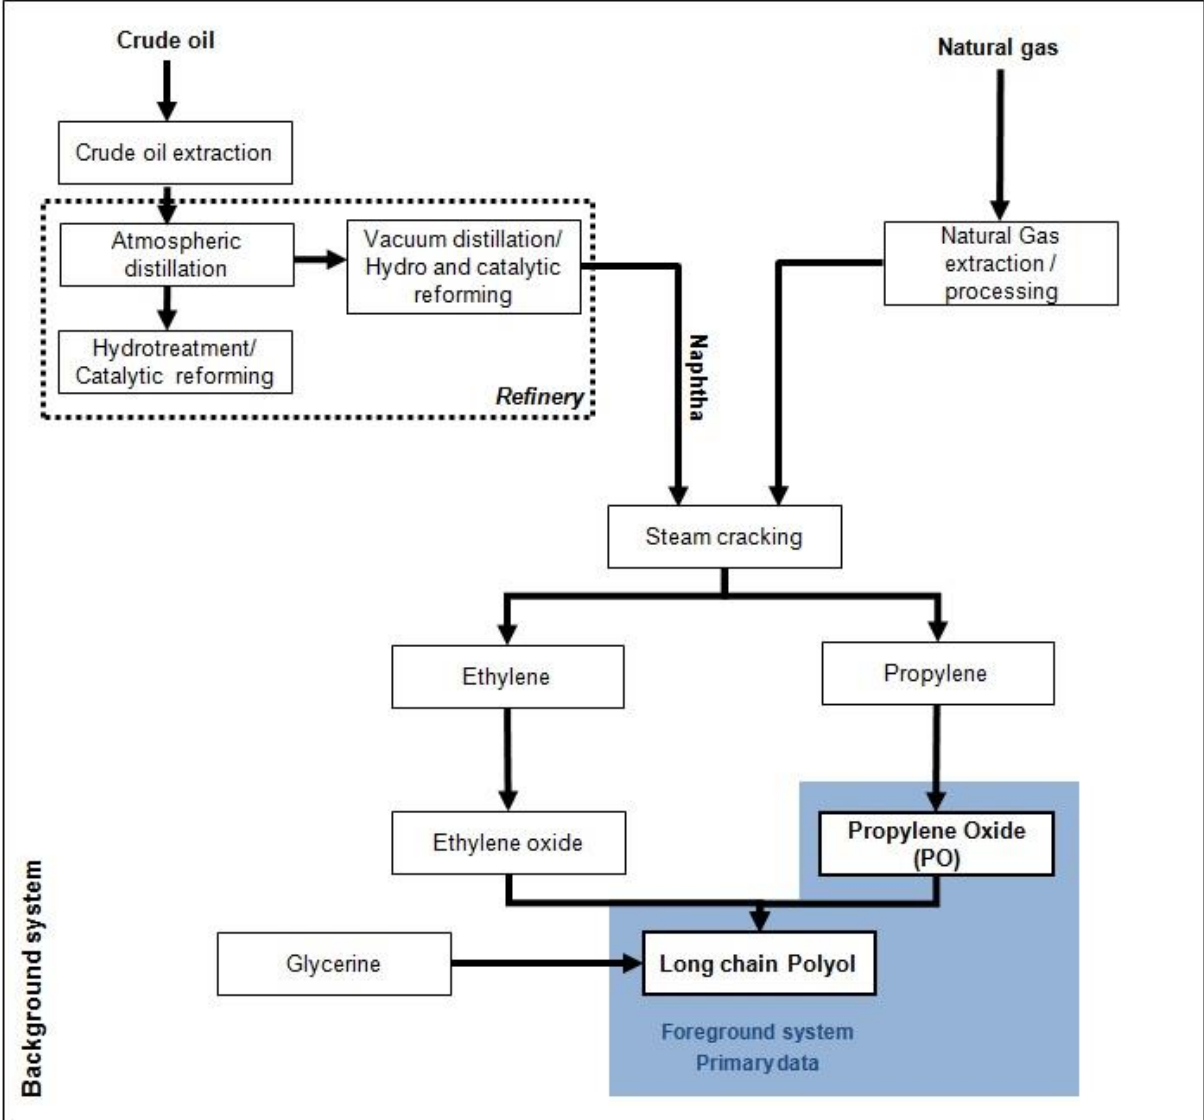 Crude oil
Natural gas
Crude oil extraction
Atmospheric
distillation
Vacuum distillation/
Hydro and catalytic
reforming
Natural Gas
extraction /
processing
Hydrotreatment/
Catalytic reforming
Refinery
Naphtha
Steam cracking
Ethylene
Propylene
Ethylene oxide
Propylene Oxide
(PO)
Glycerine
Long chain Polyol
Foreground system
Primary data
Background system